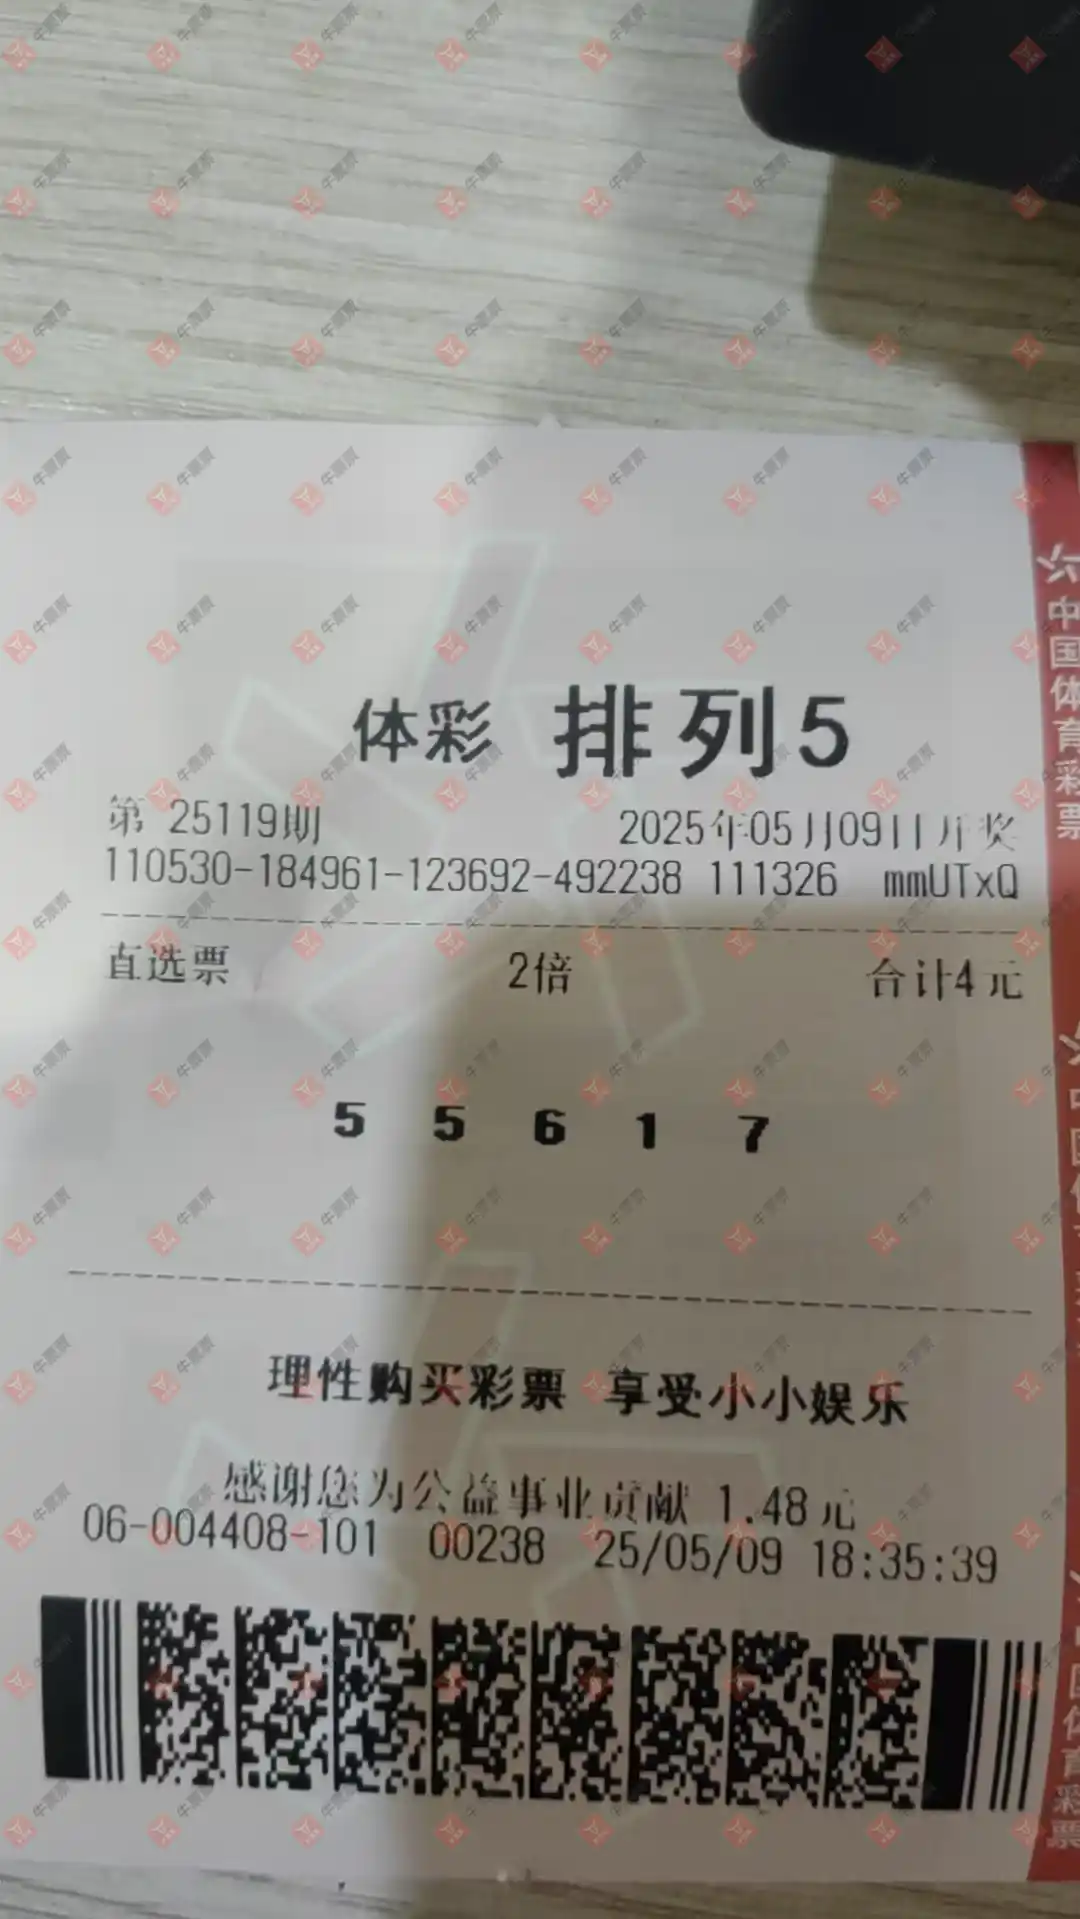 体彩 排列5
第 25119期 2025年05月09日开奖
110530-184961-123692-492238 111326 mmUTxQ
直选票 2倍 合计4元
5 5 6 1 7
理性购买彩票 享受小小娱乐
感谢您为公益事业贡献 1.48元
06-004408-101 00238 25/05/09 18:35:39
中国体育彩票